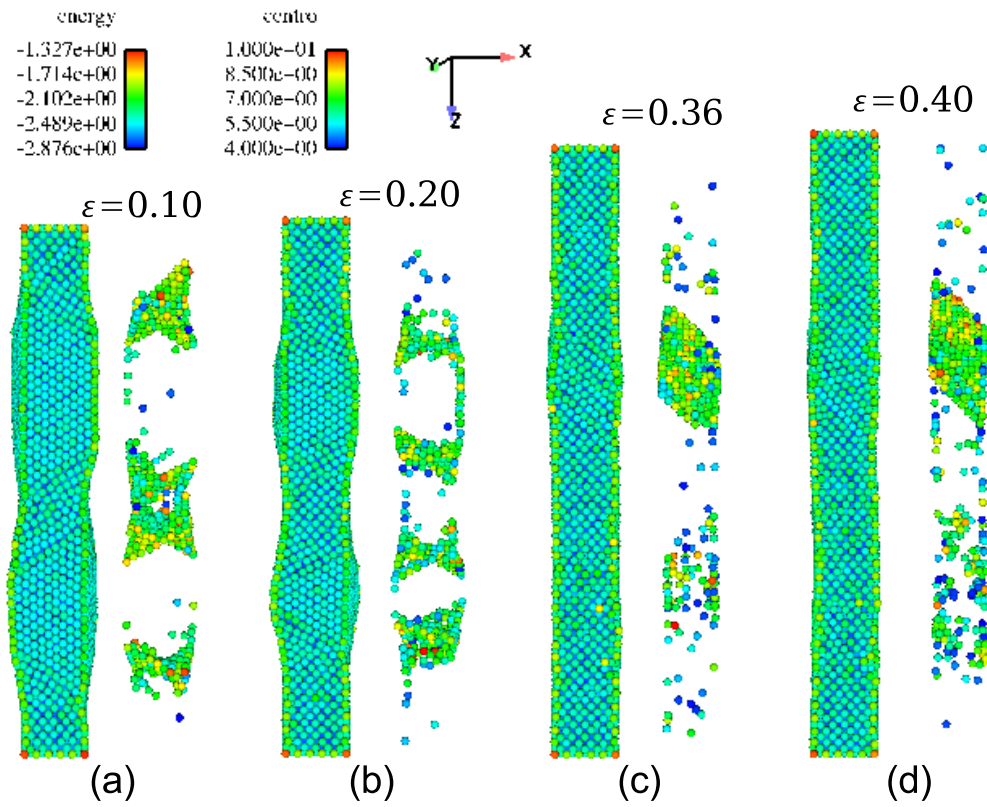 energy
-1.327e+00
-1.714e+00
-2.102e+00
-2.489e+00
-2.876e+00
centro
1.000e-01
8.500e-00
7.000e-00
5.500e-00
4.000e-00
Y X
Z
ε=0.10
ε=0.20
ε=0.36
ε=0.40
(a) (b) (c) (d)